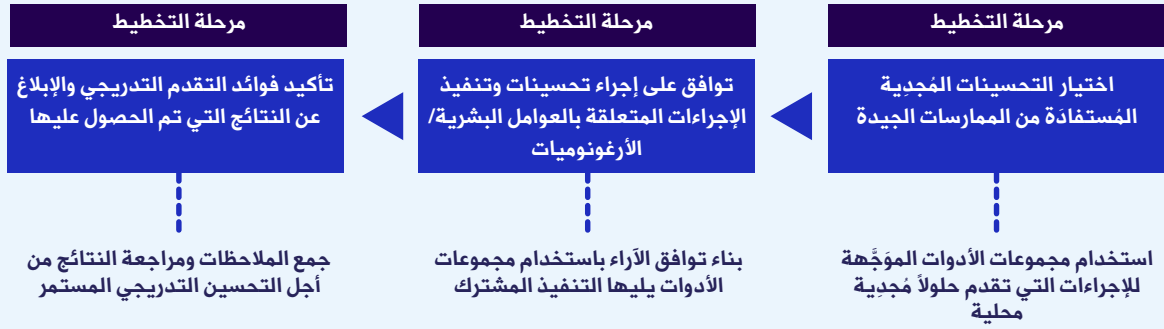 مرحلة التخطيط
اختيار التحسينات المُجدِية
المُستفادَة من الممارسات الجيدة
استخدام مجموعات الأدوات الموَجَّهة
للإجراءات التي تقدم حلولاً مُجدِية
محلية
مرحلة التخطيط
توافق على إجراء تحسينات وتنفيذ
الإجراءات المتعلقة بالعوامل البشرية/
الأرغونوميات
بناء توافق الآراء باستخدام مجموعات
الأدوات يليها التنفيذ المشترك
مرحلة التخطيط
تأكيد فوائد التقدم التدريجي والإبلاغ
عن النتائج التي تم الحصول عليها
جمع الملاحظات ومراجعة النتائج من
أجل التحسين التدريجي المستمر